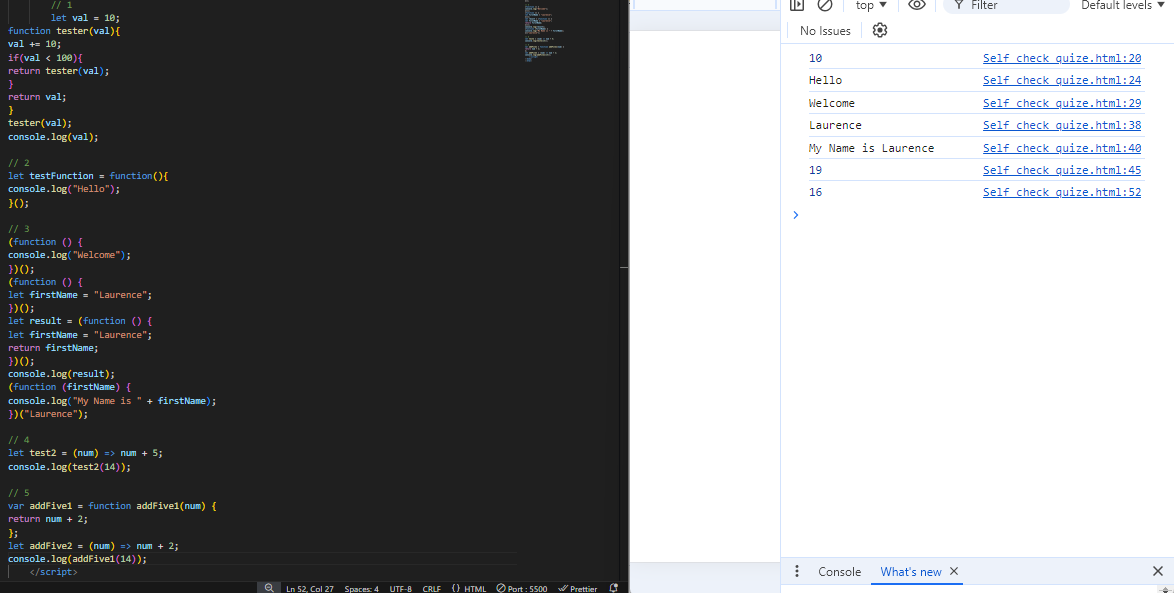 // 1
let val = 10;
function tester(val){
val += 10;
if(val < 100){
return tester(val);
}
return val;
}
tester(val);
console.log(val);
// 2
let testFunction = function(){
console.log("Hello");
}();
// 3
(function () {
console.log("Welcome");
})();
(function () {
let firstName = "Laurence";
})();
let result = (function () {
let firstName = "Laurence";
return firstName;
})();
console.log(result);
(function (firstName) {
console.log("My Name is " + firstName);
})("Laurence");
// 4
let test2 = (num) => num + 5;
console.log(test2(14));
// 5
var addFive1 = function addFive1(num) {
return num + 2;
};
let addFive2 = (num) => num + 2;
console.log(addFive1(14));
</script>
Ln 52, Col 27 Spaces: 4 UTF-8 CRLF {} HTML Port : 5500 Prettier
top Filter Default levels
No Issues
10 Self check quize.html:20
Hello Self check quize.html:24
Welcome Self check quize.html:29
Laurence Self check quize.html:38
My Name is Laurence Self check quize.html:40
19 Self check quize.html:45
16 Self check quize.html:52
>
Console What's new